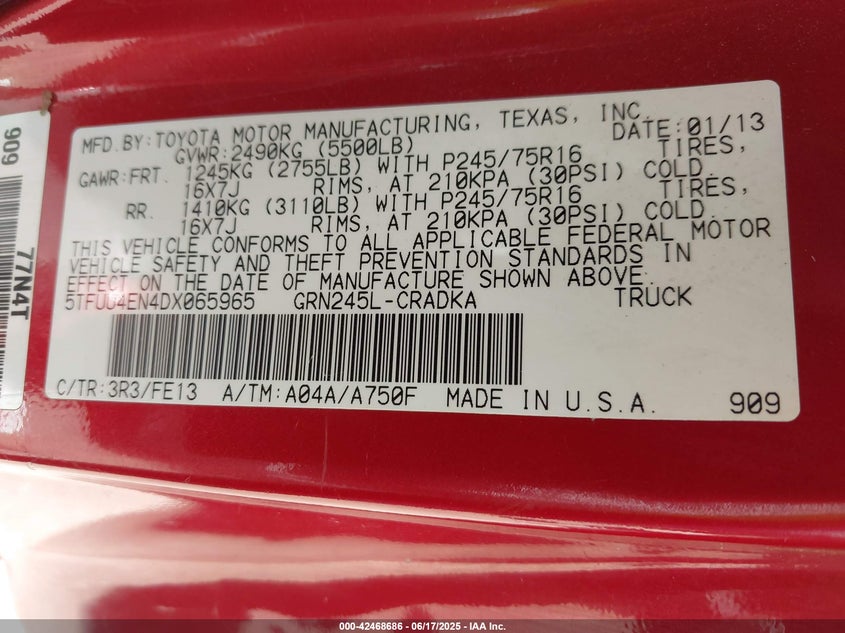 MFD.BY:TOYOTA MOTOR MANUFACTURING, TEXAS, INC.
GVWR:2490KG (5500LB) DATE:01/13
GAWR:FRT. 1245KG (2755LB) WITH P245/75R16 TIRES,
16X7J RIMS, AT 210KPA (30PSI) COLD.
RR. 1410KG (3110LB) WITH P245/75R16 TIRES,
16X7J RIMS, AT 210KPA (30PSI) COLD.
THIS VEHICLE CONFORMS TO ALL APPLICABLE FEDERAL MOTOR
VEHICLE SAFETY AND THEFT PREVENTION STANDARDS IN
EFFECT ON THE DATE OF MANUFACTURE SHOWN ABOVE.
5TFUU4EN4DX065965 GRN245L-CRADKA TRUCK
C/TR:3R3/FE13 A/TM:A04A/A750F MADE IN U.S.A. 909
909
77N4T
000-42468686 - 06/17/2025 - IAA Inc.